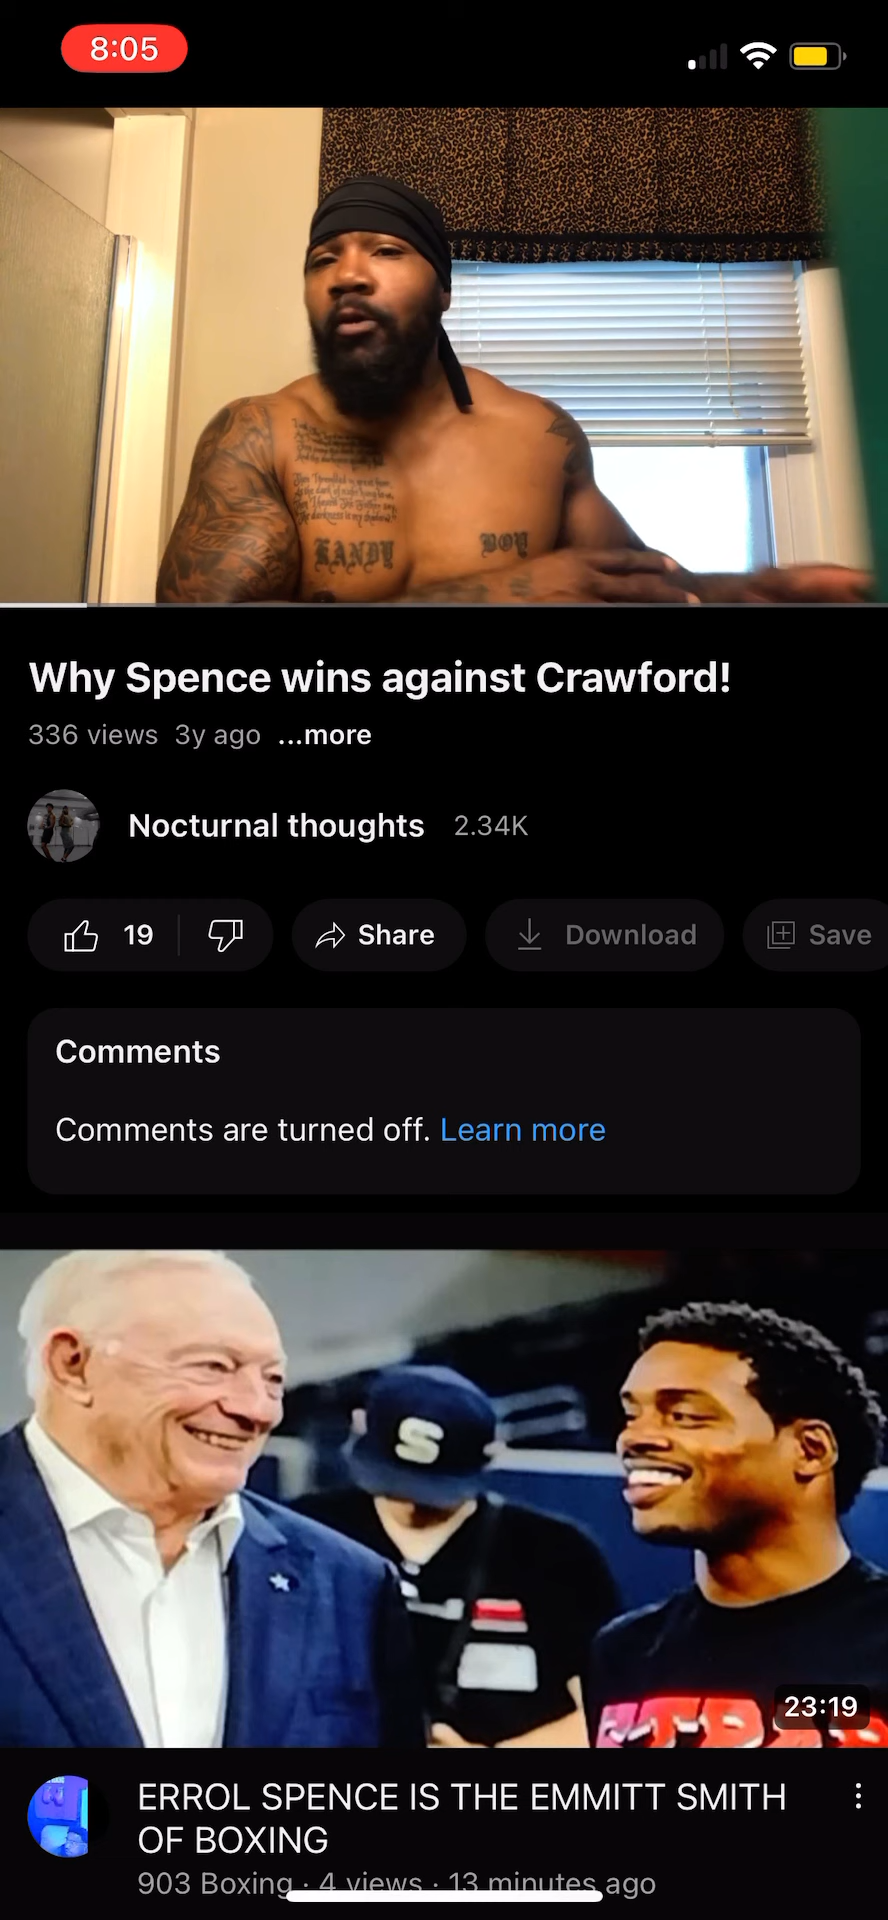 8:05
KANDY BOY
Why Spence wins against Crawford!
336 views 3y ago ...more
Nocturnal thoughts 2.34K
19 Share Download Save
Comments
Comments are turned off. Learn more
S
23:19
ERROL SPENCE IS THE EMMITT SMITH
OF BOXING
903 Boxing · 4 views · 13 minutes ago